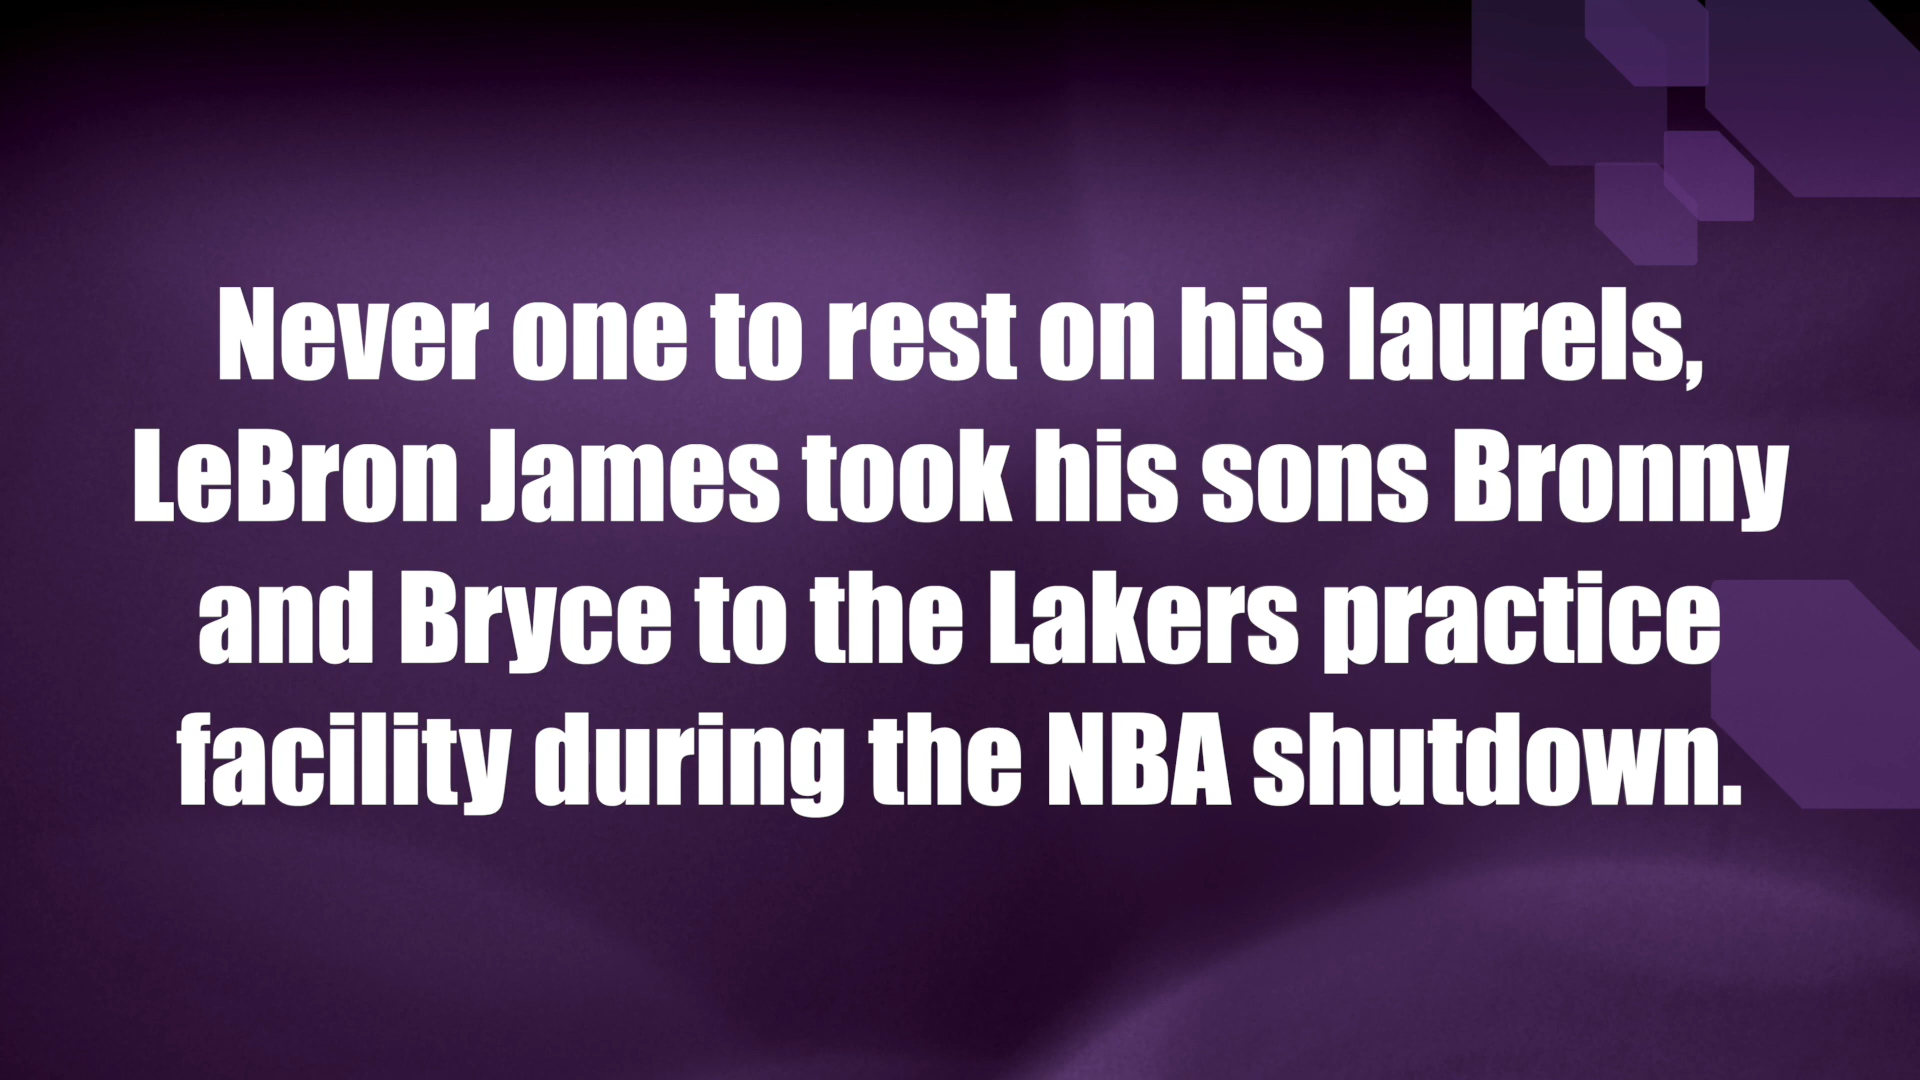 Never one to rest on his laurels,
LeBron James took his sons Bronny
and Bryce to the Lakers practice
facility during the NBA shutdown.